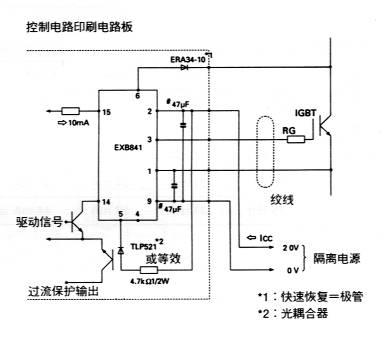 控制电路印刷电路板
ERA34-10*1
6
15
⇨10mA
2
#47μF
IGBT
3
RG
EXB841
1
绞线
14
9
#47μF
5
4
驱动信号
TLP521*2
或等效
⇦ Icc
20V
隔离电源
0V
4.7kΩ1/2W
过流保护输出
*1：快速恢复＝极管
*2：光耦合器